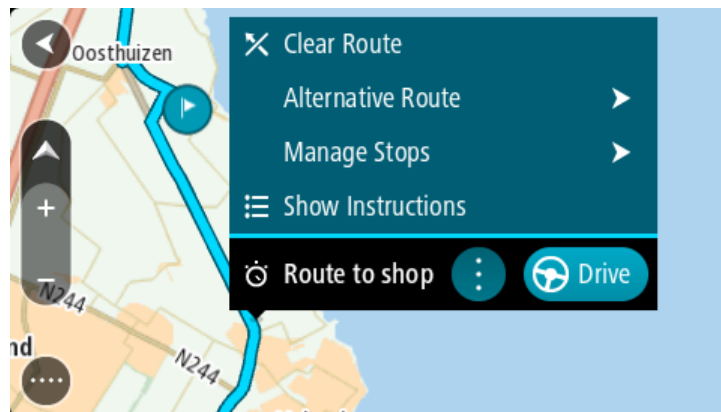 Oosthuizen
Clear Route
Alternative Route
Manage Stops
Show Instructions
Route to shop
Drive
N244
nd
N244